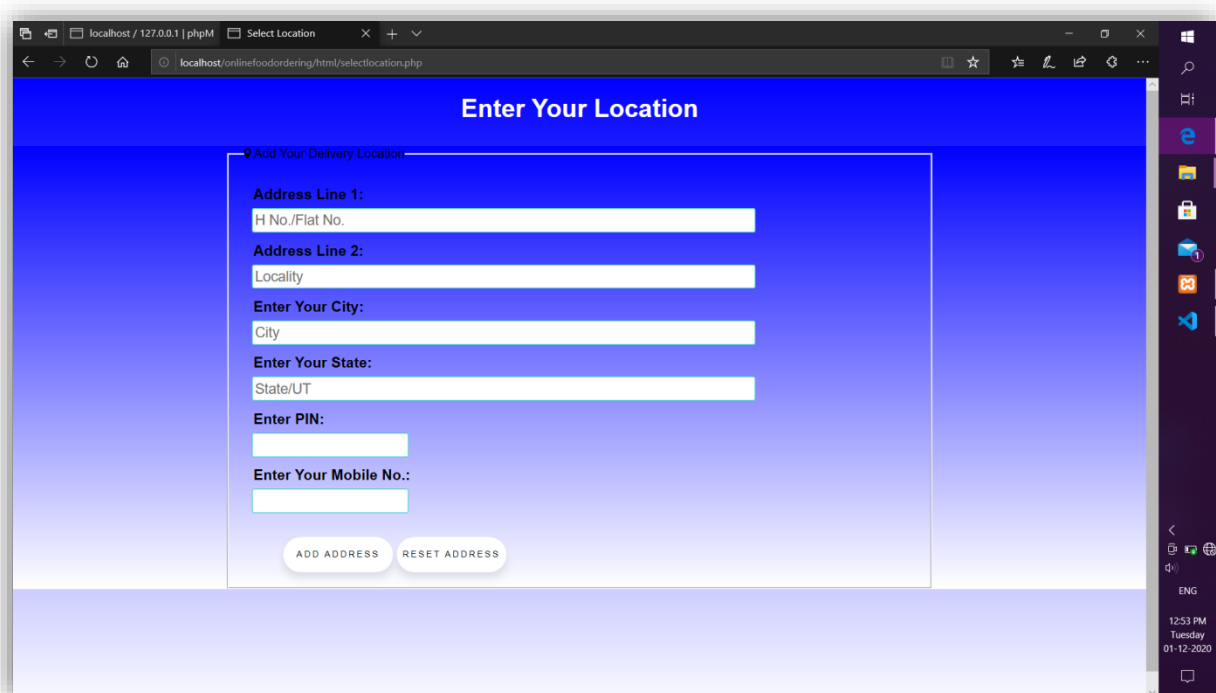 localhost / 127.0.0.1 | phpM
Select Location
localhost/onlinefoodordering/html/selectlocation.php
Enter Your Location
Add Your Delivery Location
Address Line 1:
H No./Flat No.
Address Line 2:
Locality
Enter Your City:
City
Enter Your State:
State/UT
Enter PIN:
Enter Your Mobile No.:
ADD ADDRESS
RESET ADDRESS
1
ENG
12:53 PM
Tuesday
01-12-2020